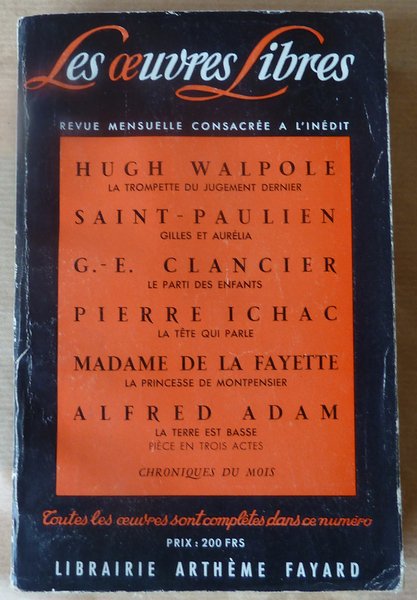 Les œuvres Libres
REVUE MENSUELLE CONSACRÉE A L'INÉDIT
HUGH WALPOLE
LA TROMPETTE DU JUGEMENT DERNIER
SAINT-PAULIEN
GILLES ET AURÉLIA
G.-E. CLANCIER
LE PARTI DES ENFANTS
PIERRE ICHAC
LA TÊTE QUI PARLE
MADAME DE LA FAYETTE
LA PRINCESSE DE MONTPENSIER
ALFRED ADAM
LA TERRE EST BASSE
PIÈCE EN TROIS ACTES
CHRONIQUES DU MOIS
Toutes les œuvres sont complètes dans ce numéro
PRIX : 200 FRS
LIBRAIRIE ARTHÈME FAYARD